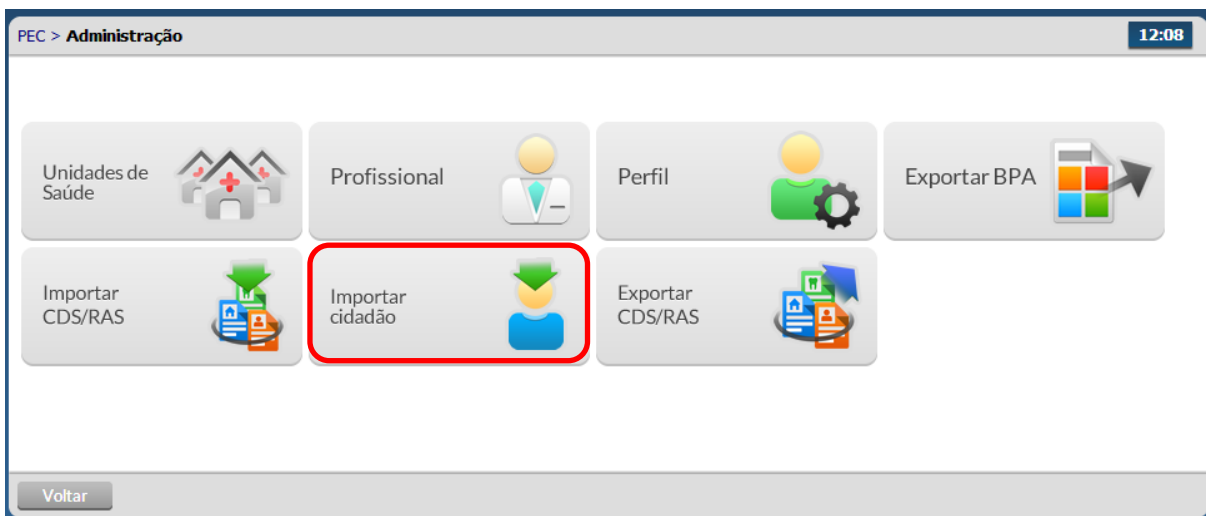 PEC > Administração
12:08
Unidades de
Saúde
Profissional
Perfil
Exportar BPA
Importar
CDS/RAS
Importar
cidadão
Exportar
CDS/RAS
Voltar